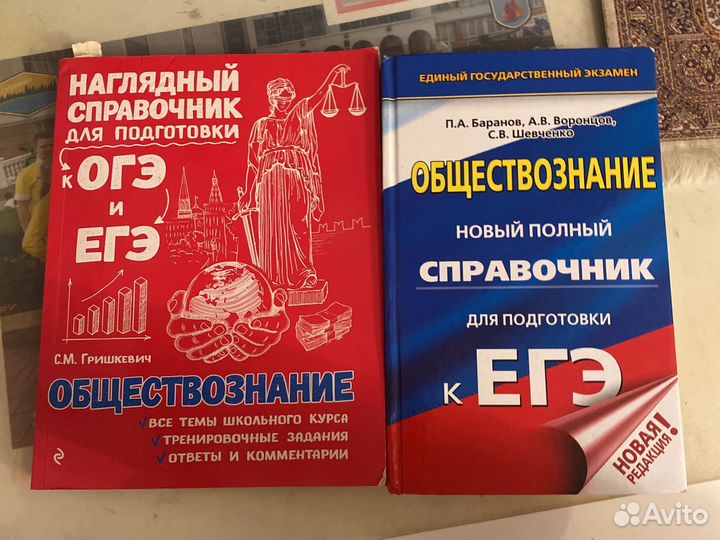 НАГЛЯДНЫЙ
СПРАВОЧНИК
ДЛЯ ПОДГОТОВКИ
К ОГЭ
И
ЕГЭ
С.М. Гришкевич
ОБЩЕСТВОЗНАНИЕ
ВСЕ ТЕМЫ ШКОЛЬНОГО КУРСА
ТРЕНИРОВОЧНЫЕ ЗАДАНИЯ
ОТВЕТЫ И КОММЕНТАРИИ
ЕДИНЫЙ ГОСУДАРСТВЕННЫЙ ЭКЗАМЕН
П.А. Баранов, А.В. Воронцов,
С.В. Шевченко
ОБЩЕСТВОЗНАНИЕ
НОВЫЙ ПОЛНЫЙ
СПРАВОЧНИК
ДЛЯ ПОДГОТОВКИ
К ЕГЭ
НОВАЯ
РЕДАКЦИЯ!
Avito